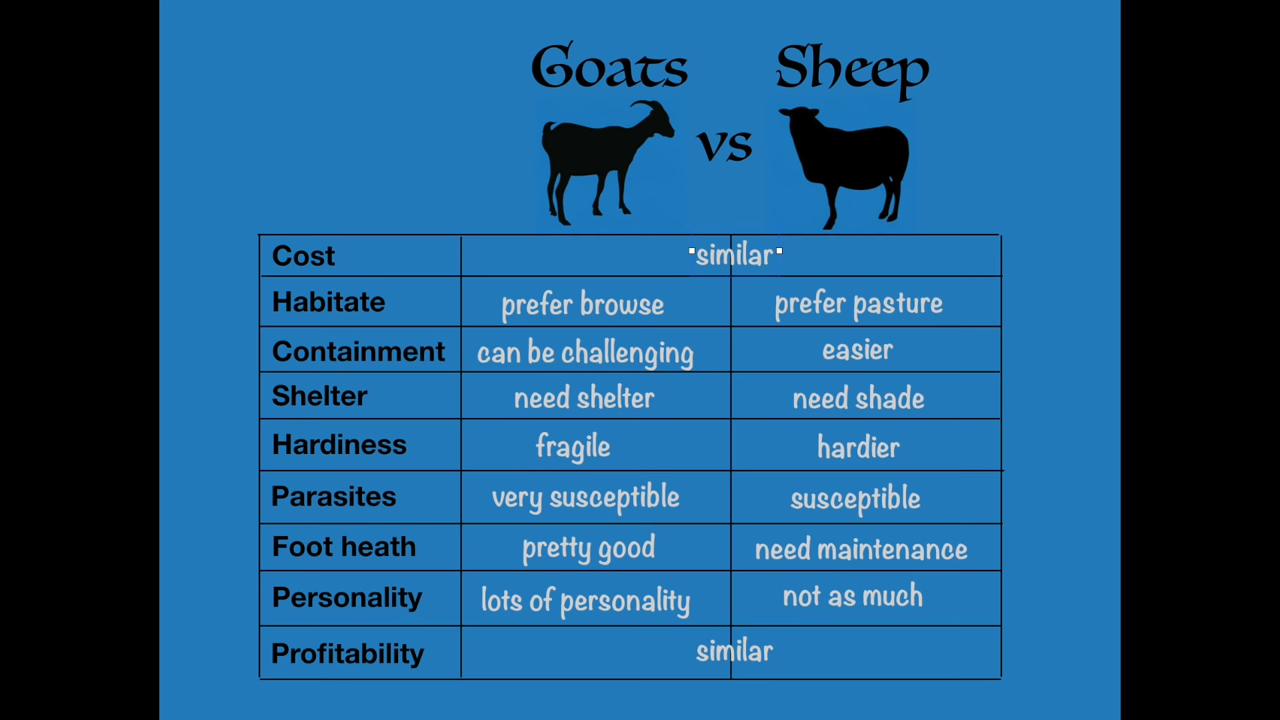 Goats vs Sheep
Cost similar
Habitate prefer browse prefer pasture
Containment can be challenging easier
Shelter need shelter need shade
Hardiness fragile hardier
Parasites very susceptible susceptible
Foot heath pretty good need maintenance
Personality lots of personality not as much
Profitability similar